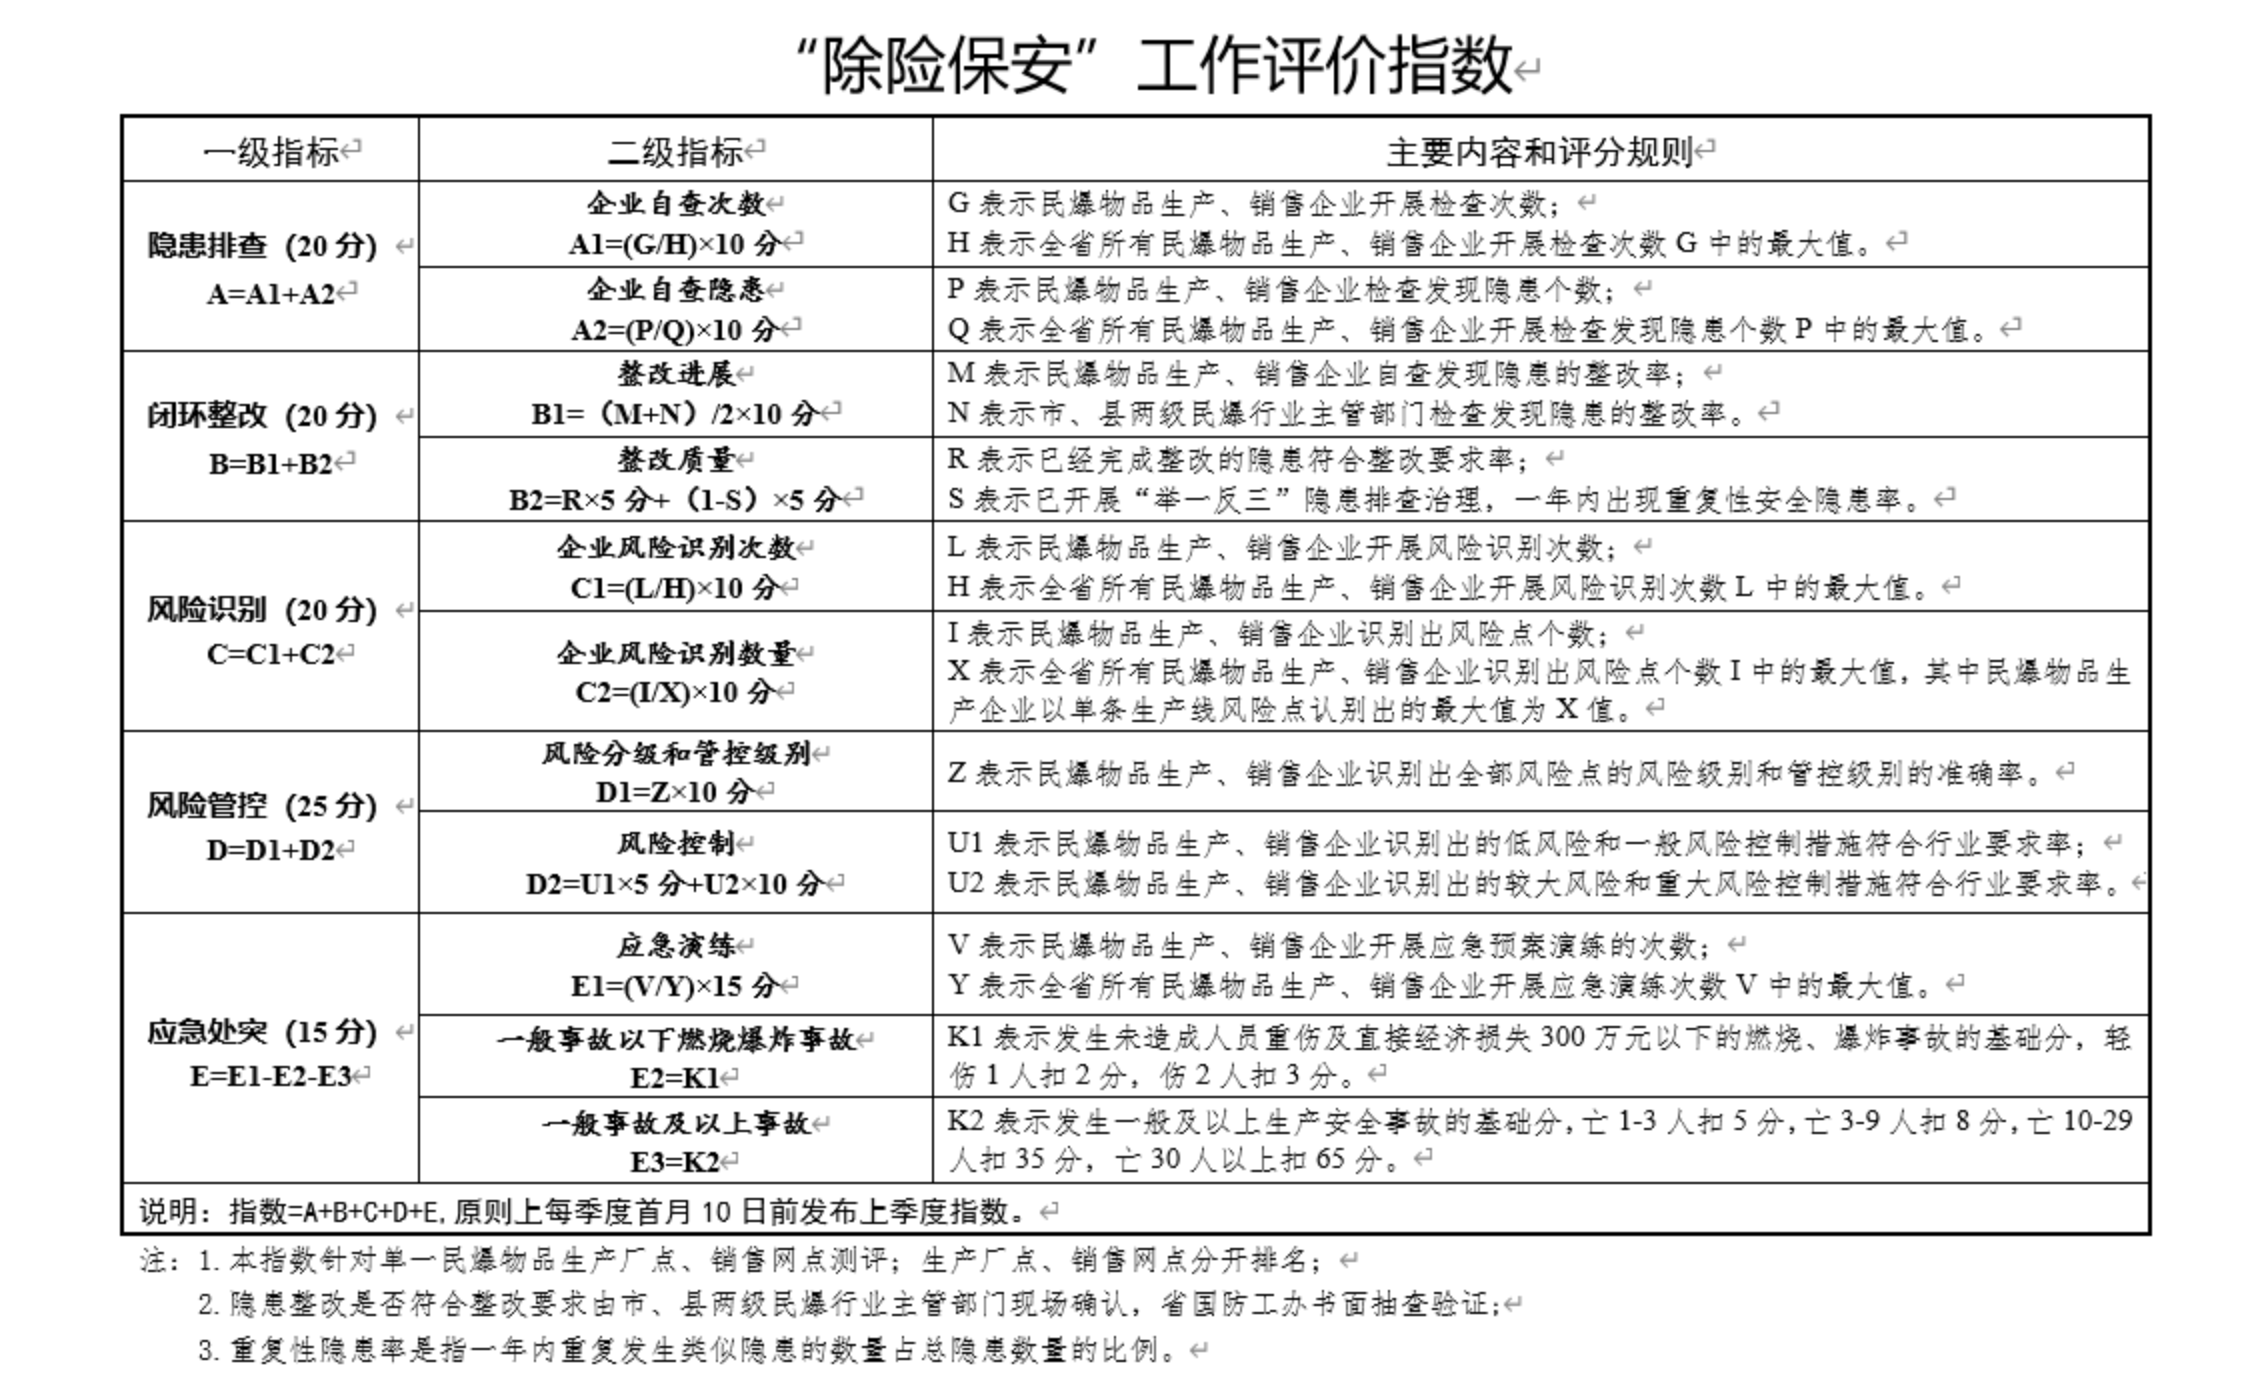 “除险保安”工作评价指数
一级指标 二级指标 主要内容和评分规则
隐患排查（20分）
A=A1+A2
企业自查次数
A1=(G/H)×10 分
G 表示民爆物品生产、销售企业开展检查次数；
H 表示全省所有民爆物品生产、销售企业开展检查次数 G 中的最大值。
企业自查隐患
A2=(P/Q)×10 分
P 表示民爆物品生产、销售企业检查发现隐患个数；
Q 表示全省所有民爆物品生产、销售企业开展检查发现隐患个数 P 中的最大值。
闭环整改（20分）
B=B1+B2
整改进展
B1=（M+N）/2×10 分
M 表示民爆物品生产、销售企业自查发现隐患的整改率；
N 表示市、县两级民爆行业主管部门检查发现隐患的整改率。
整改质量
B2=R×5 分+（1-S）×5 分
R 表示已经完成整改的隐患符合整改要求率；
S 表示已开展“举一反三”隐患排查治理，一年内出现重复性安全隐患率。
风险识别（20分）
C=C1+C2
企业风险识别次数
C1=(L/H)×10 分
L 表示民爆物品生产、销售企业开展风险识别次数；
H 表示全省所有民爆物品生产、销售企业开展风险识别次数 L 中的最大值。
企业风险识别数量
C2=(I/X)×10 分
I 表示民爆物品生产、销售企业识别出风险点个数；
X 表示全省所有民爆物品生产、销售企业识别出风险点个数 I 中的最大值，其中民爆物品生
产企业以单条生产线风险点认别出的最大值为 X 值。
风险管控（25分）
D=D1+D2
风险分级和管控级别
D1=Z×10 分
Z 表示民爆物品生产、销售企业识别出全部风险点的风险级别和管控级别的准确率。
风险控制
D2=U1×5 分+U2×10 分
U1 表示民爆物品生产、销售企业识别出的低风险和一般风险控制措施符合行业要求率；
U2 表示民爆物品生产、销售企业识别出的较大风险和重大风险控制措施符合行业要求率。
应急处突（15分）
E=E1-E2-E3
应急演练
E1=(V/Y)×15 分
V 表示民爆物品生产、销售企业开展应急预案演练的次数；
Y 表示全省所有民爆物品生产、销售企业开展应急演练次数 V 中的最大值。
一般事故以下燃烧爆炸事故
E2=K1
K1 表示发生未造成人员重伤及直接经济损失 300 万元以下的燃烧、爆炸事故的基础分，轻
伤 1 人扣 2 分，伤 2 人扣 3 分。
一般事故及以上事故
E3=K2
K2 表示发生一般及以上生产安全事故的基础分，亡 1-3 人扣 5 分，亡 3-9 人扣 8 分，亡 10-29
人扣 35 分，亡 30 人以上扣 65 分。
说明：指数=A+B+C+D+E,原则上每季度首月 10 日前发布上季度指数。
注：1.本指数针对单一民爆物品生产厂点、销售网点测评；生产厂点、销售网点分开排名；
2.隐患整改是否符合整改要求由市、县两级民爆行业主管部门现场确认，省国防工办书面抽查验证;
3.重复性隐患率是指一年内重复发生类似隐患的数量占总隐患数量的比例。